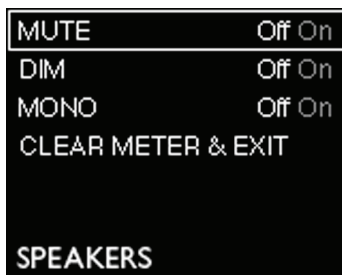 MUTE Off On
DIM Off On
MONO Off On
CLEAR METER & EXIT
SPEAKERS